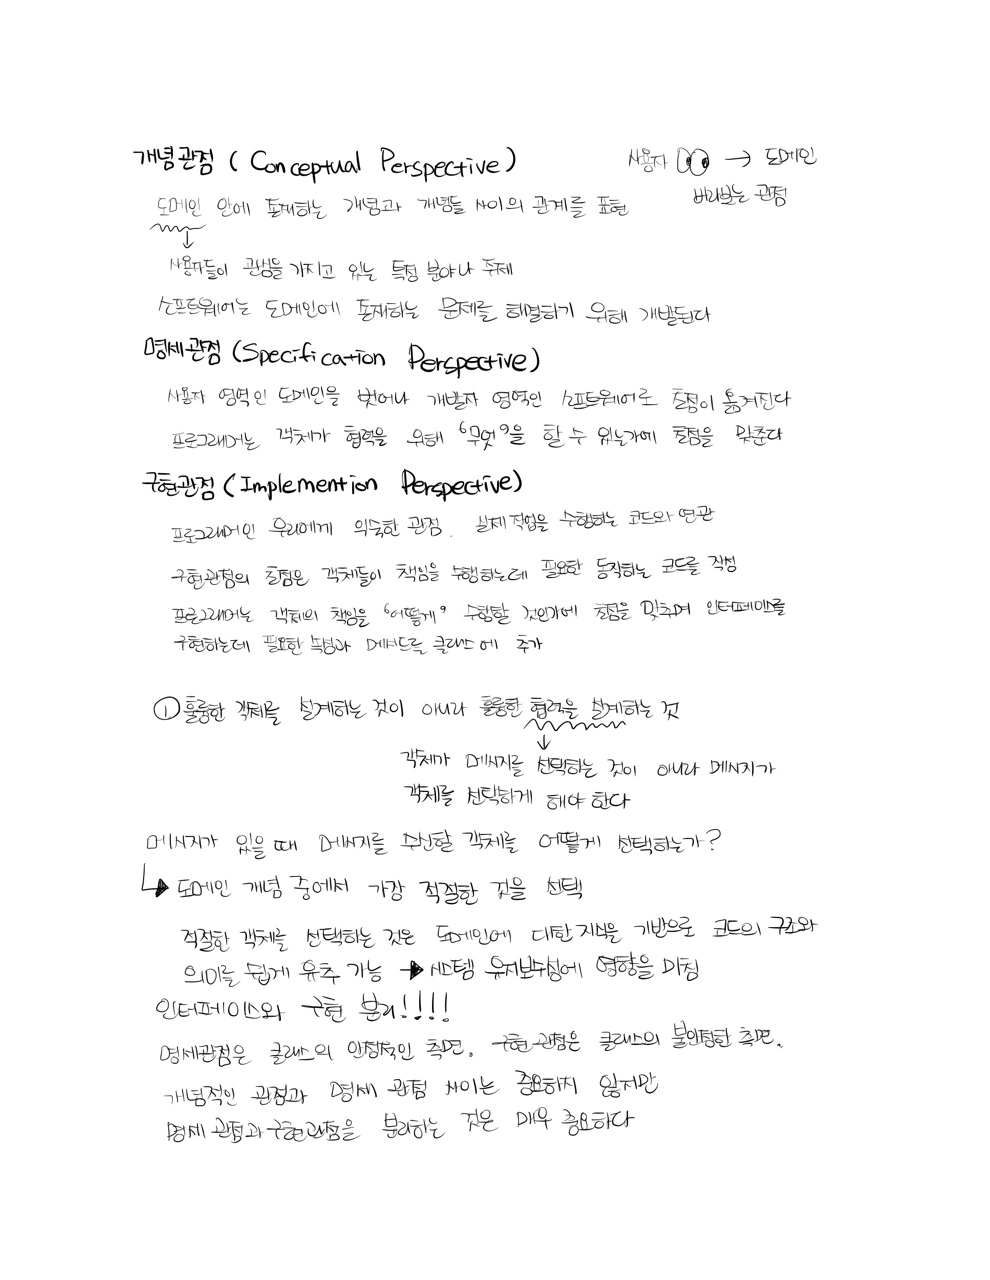 개념관점 ( Conceptual Perspective )
사용자 → 도메인
바라보는 관점
도메인 안에 존재하는 개념과 개념들 사이의 관계를 표현
사용자들이 관심을 가지고 있는 특정 분야나 주제
소프트웨어는 도메인에 존재하는 문제를 해결하기 위해 개발된다
명세관점 (Specification Perspective)
사용자 영역인 도메인을 벗어나 개발자 영역인 소프트웨어로 초점이 옮겨진다
프로그래머는 객체가 협력을 위해 '무엇'을 할 수 있는가에 초점을 맞춘다
구현관점 (Implemention Perspective)
프로그래머인 우리에게 익숙한 관점. 실제 작업을 수행하는 코드와 연관
구현관점의 초점은 객체들이 책임을 수행하는데 필요한 동작하는 코드를 작성
프로그래머는 객체의 책임을 '어떻게' 수행할 것인가에 초점을 맞추며 인터페이스를
구현하는데 필요한 속성과 메서드를 클래스에 추가
① 훌륭한 객체를 설계하는 것이 아니라 훌륭한 협력을 설계하는 것
객체가 메시지를 선택하는 것이 아니라 메시지가
객체를 선택하게 해야 한다
메시지가 있을 때 메시지를 수신할 객체를 어떻게 선택하는가?
↳ 도메인 개념 중에서 가장 적절한 것을 선택
적절한 객체를 선택하는 것은 도메인에 대한 지식을 기반으로 코드의 구조와
의미를 쉽게 유추 가능 → 시스템 유지보수성에 영향을 미침
인터페이스와 구현 분리!!!!
명세관점은 클래스의 안정적인 측면. 구현 관점은 클래스의 불안정한 측면.
개념적인 관점과 명세 관점 사이는 중요하지 않지만
명세 관점과 구현관점을 분리하는 것은 매우 중요하다